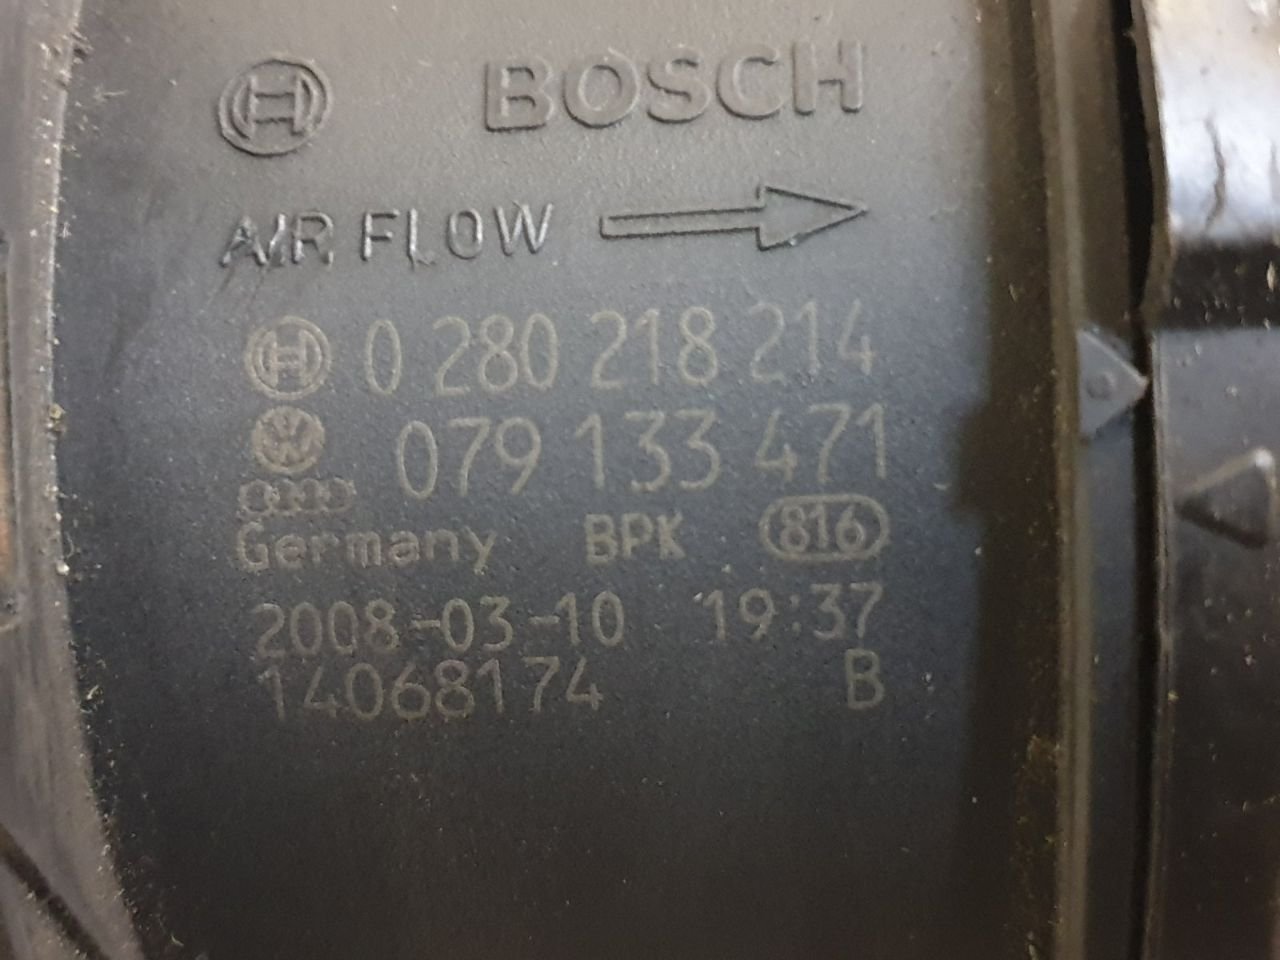 BOSCH
AIR FLOW
0 280 218 214
079 133 471
Germany BPK 816
2008-03-10 19:37
14068174 B